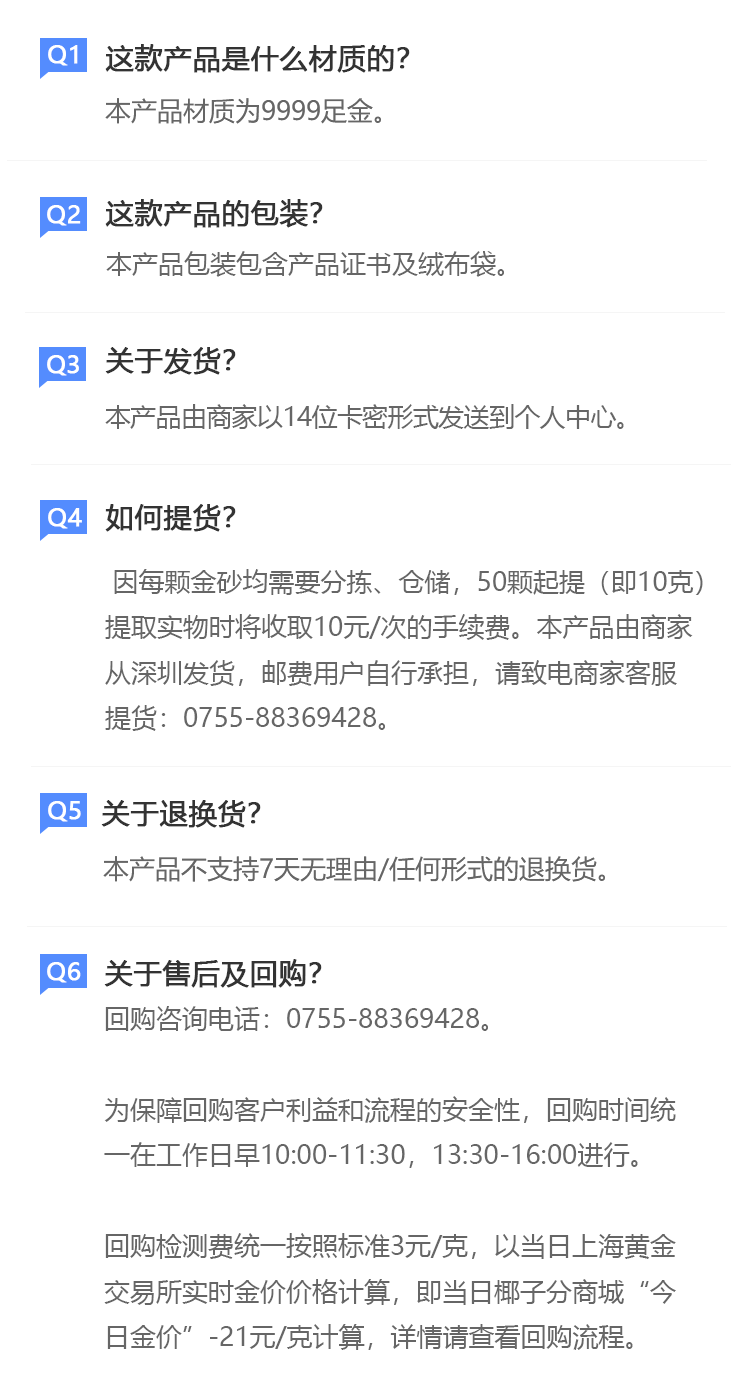 Q1 这款产品是什么材质的？
本产品材质为9999足金。
Q2 这款产品的包装？
本产品包装包含产品证书及绒布袋。
Q3 关于发货？
本产品由商家以14位卡密形式发送到个人中心。
Q4 如何提货？
因每颗金砂均需要分拣、仓储，50颗起提（即10克）
提取实物时将收取10元/次的手续费。本产品由商家
从深圳发货，邮费用户自行承担，请致电商家客服
提货：0755-88369428。
Q5 关于退换货？
本产品不支持7天无理由/任何形式的退换货。
Q6 关于售后及回购？
回购咨询电话：0755-88369428。
为保障回购客户利益和流程的安全性，回购时间统
一在工作日早10:00-11:30，13:30-16:00进行。
回购检测费统一按照标准3元/克，以当日上海黄金
交易所实时金价价格计算，即当日椰子分商城“今
日金价”-21元/克计算，详情请查看回购流程。